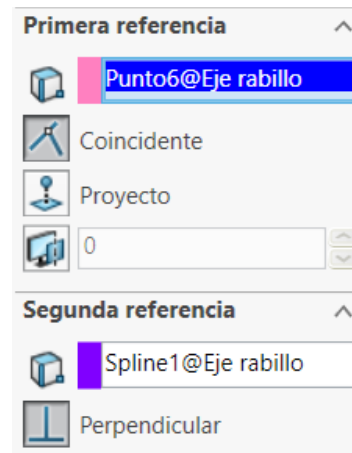 Primera referencia
Punto6@Eje rabillo
Coincidente
Proyecto
0
Segunda referencia
Spline1@Eje rabillo
Perpendicular